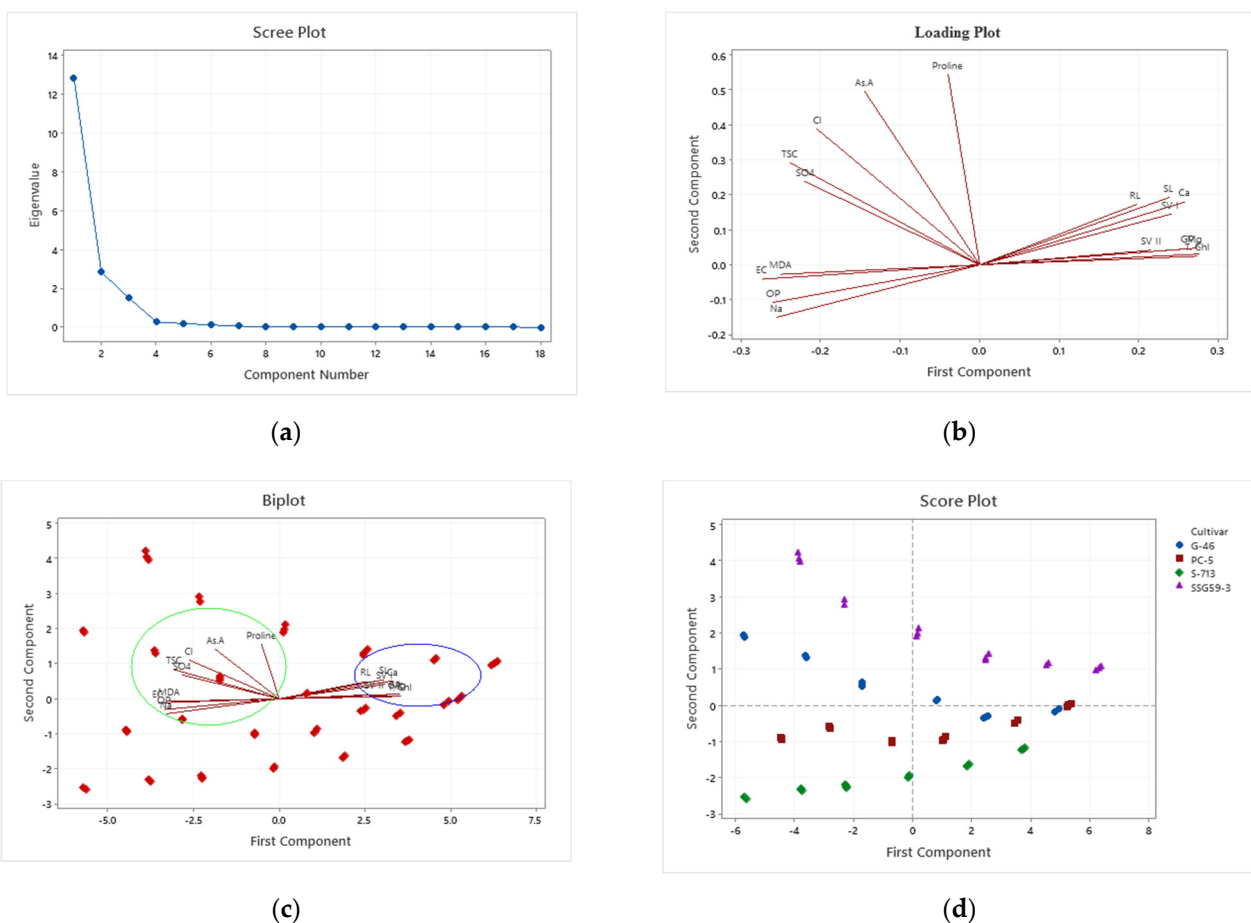 Scree Plot
Eigenvalue
14
12
10
8
6
4
2
0
2 4 6 8 10 12 14 16 18
Component Number
(a)
Loading Plot
Second Component
0.6
0.5
0.4
0.3
0.2
0.1
0.0
-0.1
-0.2
Proline
As.A
Cl
TSC
SO4
RL
SL
Ca
SV I
SV II
EC
MDA
OP
Na
-0.3 -0.2 -0.1 0.0 0.1 0.2 0.3
First Component
(b)
Biplot
Second Component
5
4
3
2
1
0
-1
-2
-3
As.A
Proline
Cl
TSC
SO4
RL
SL
Ca
SV I
SV II
Chl
EC
MDA
OP
Na
-5.0 -2.5 0.0 2.5 5.0 7.5
First Component
(c)
Score Plot
Second Component
5
4
3
2
1
0
-1
-2
-3
-6 -4 -2 0 2 4 6 8
First Component
Cultivar
G-46
PC-5
S-713
SSG59-3
(d)